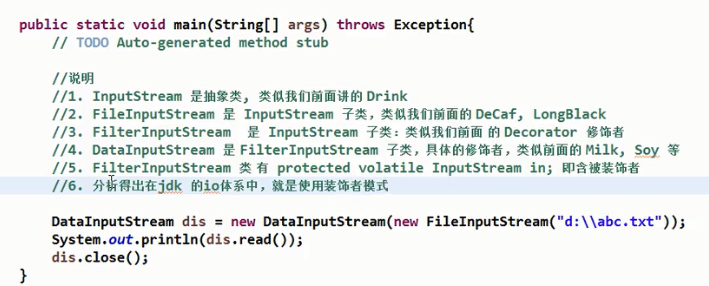 public static void main(String[] args) throws Exception{
// TODO Auto-generated method stub
//说明
//1. InputStream 是抽象类, 类似我们前面讲的 Drink
//2. FileInputStream 是 InputStream 子类，类似我们前面的 DeCaf, LongBlack
//3. FilterInputStream 是 InputStream 子类：类似我们前面 的 Decorator 修饰者
//4. DataInputStream 是 FilterInputStream 子类，具体的修饰者，类似前面的 Milk, Soy 等
//5. FilterInputStream 类 有 protected volatile InputStream in; 即含被装饰者
//6. 分析得出在jdk 的io体系中，就是使用装饰者模式
DataInputStream dis = new DataInputStream(new FileInputStream("d:\\abc.txt"));
System.out.println(dis.read());
dis.close();
}